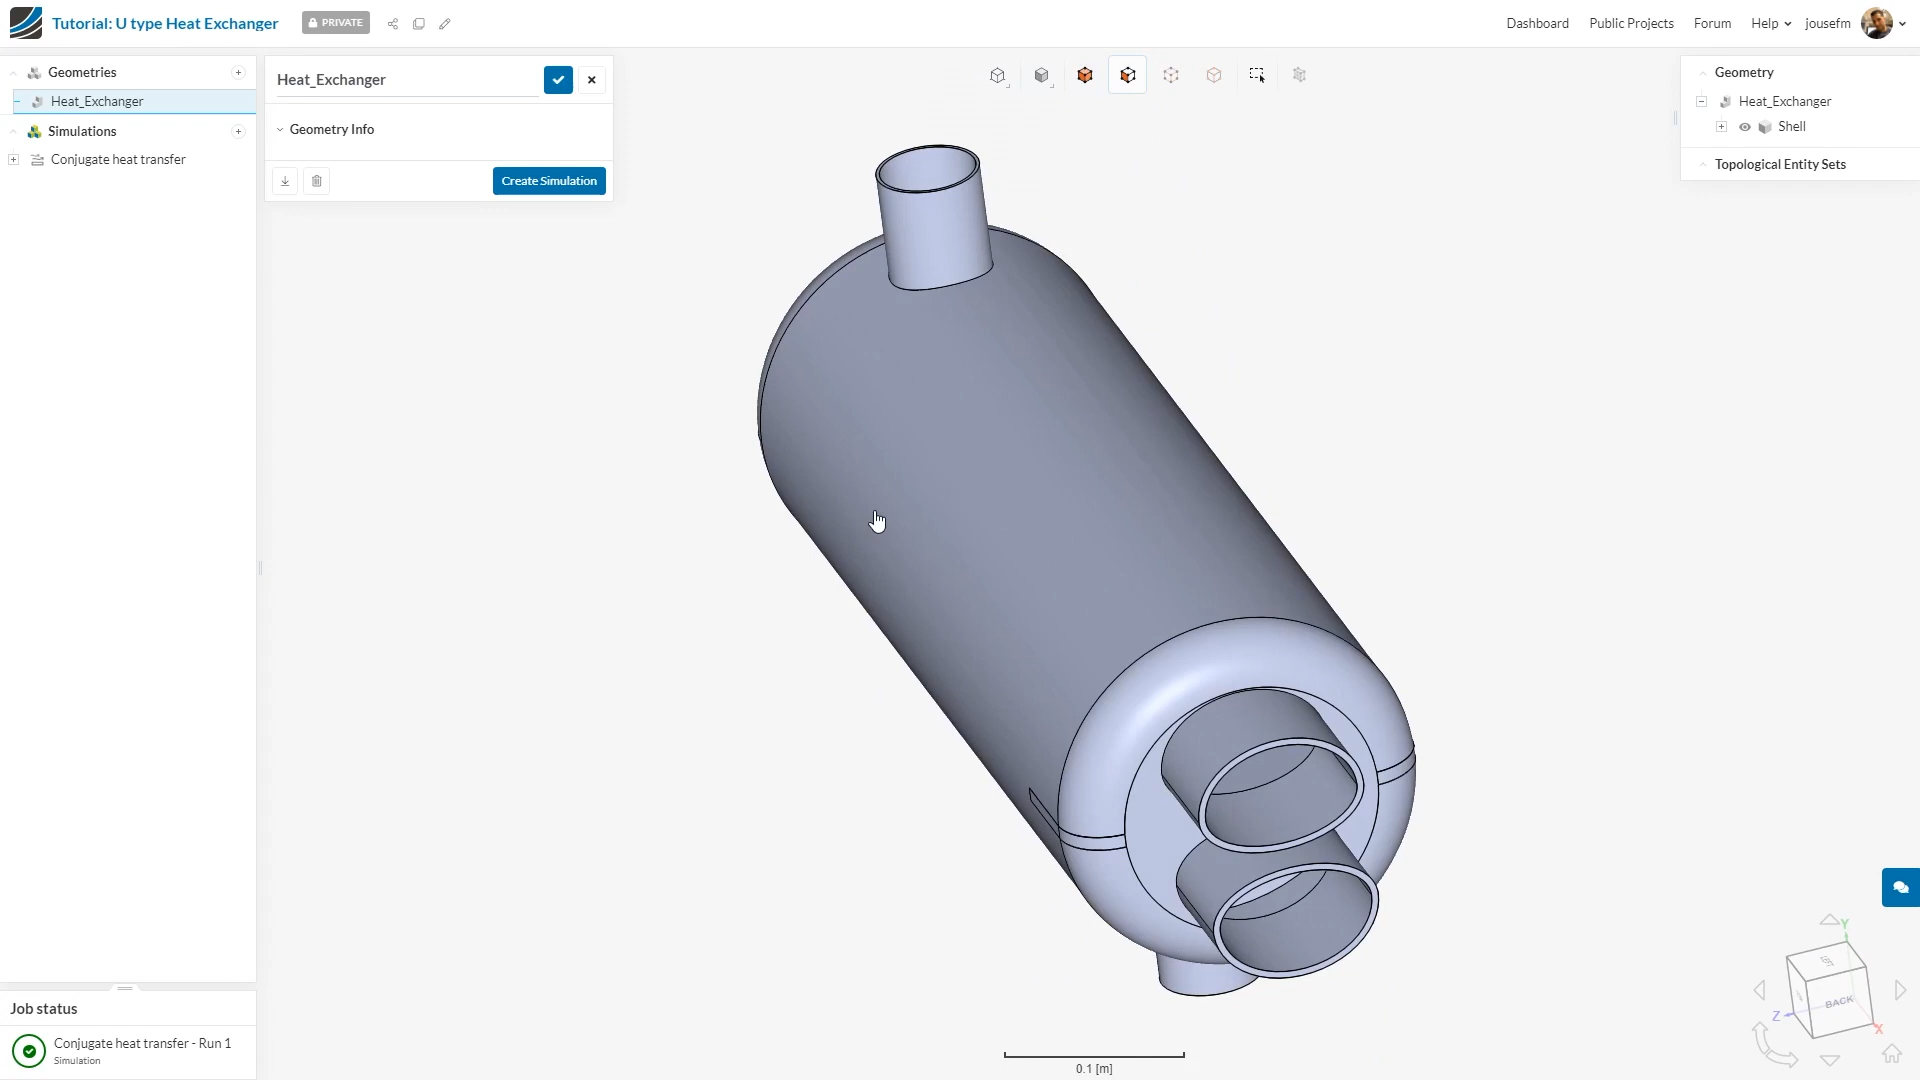 Tutorial: U type Heat Exchanger
PRIVATE
Dashboard
Public Projects
Forum
Help
jousefm
Geometries
Heat_Exchanger
Simulations
Conjugate heat transfer
Heat_Exchanger
Geometry Info
Create Simulation
Geometry
Heat_Exchanger
Shell
Topological Entity Sets
Job status
Conjugate heat transfer - Run 1
Simulation
0.1 [m]
Y
LEFT
BACK
Z
X